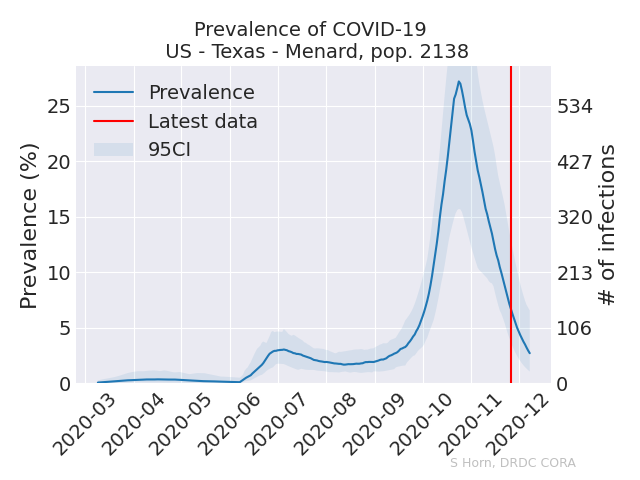 Prevalence of COVID-19
US - Texas - Menard, pop. 2138
Prevalence
Latest data
95CI
Prevalence (%)
25
20
15
10
5
0
534
427
320
213
106
0
# of infections
2020-03
2020-04
2020-05
2020-06
2020-07
2020-08
2020-09
2020-10
2020-11
2020-12
S Horn, DRDC CORA